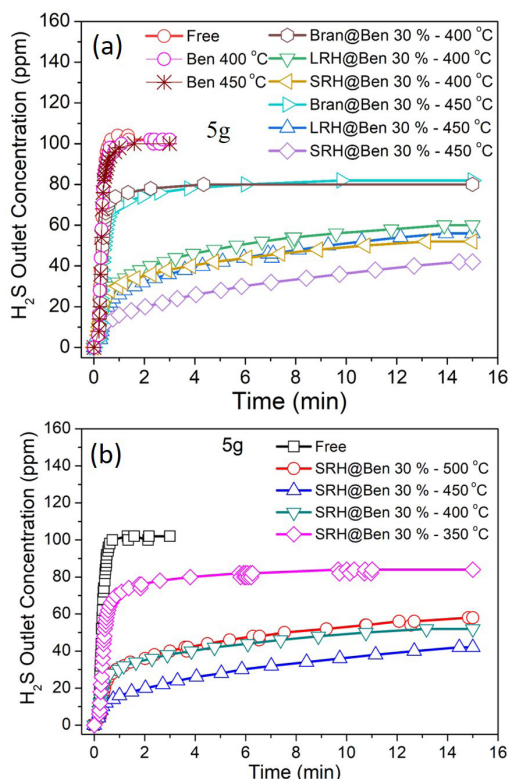 (a)
Free
Ben 400 °C
Ben 450 °C
Bran@Ben 30 % - 400 °C
LRH@Ben 30 % - 400 °C
SRH@Ben 30 % - 400 °C
Bran@Ben 30 % - 450 °C
LRH@Ben 30 % - 450 °C
SRH@Ben 30 % - 450 °C
5g
H₂S Outlet Concentration (ppm)
160
140
120
100
80
60
40
20
0
0 2 4 6 8 10 12 14 16
Time (min)
(b)
5g
Free
SRH@Ben 30 % - 500 °C
SRH@Ben 30 % - 450 °C
SRH@Ben 30 % - 400 °C
SRH@Ben 30 % - 350 °C
H₂S Outlet Concentration (ppm)
160
140
120
100
80
60
40
20
0
0 2 4 6 8 10 12 14 16
Time (min)